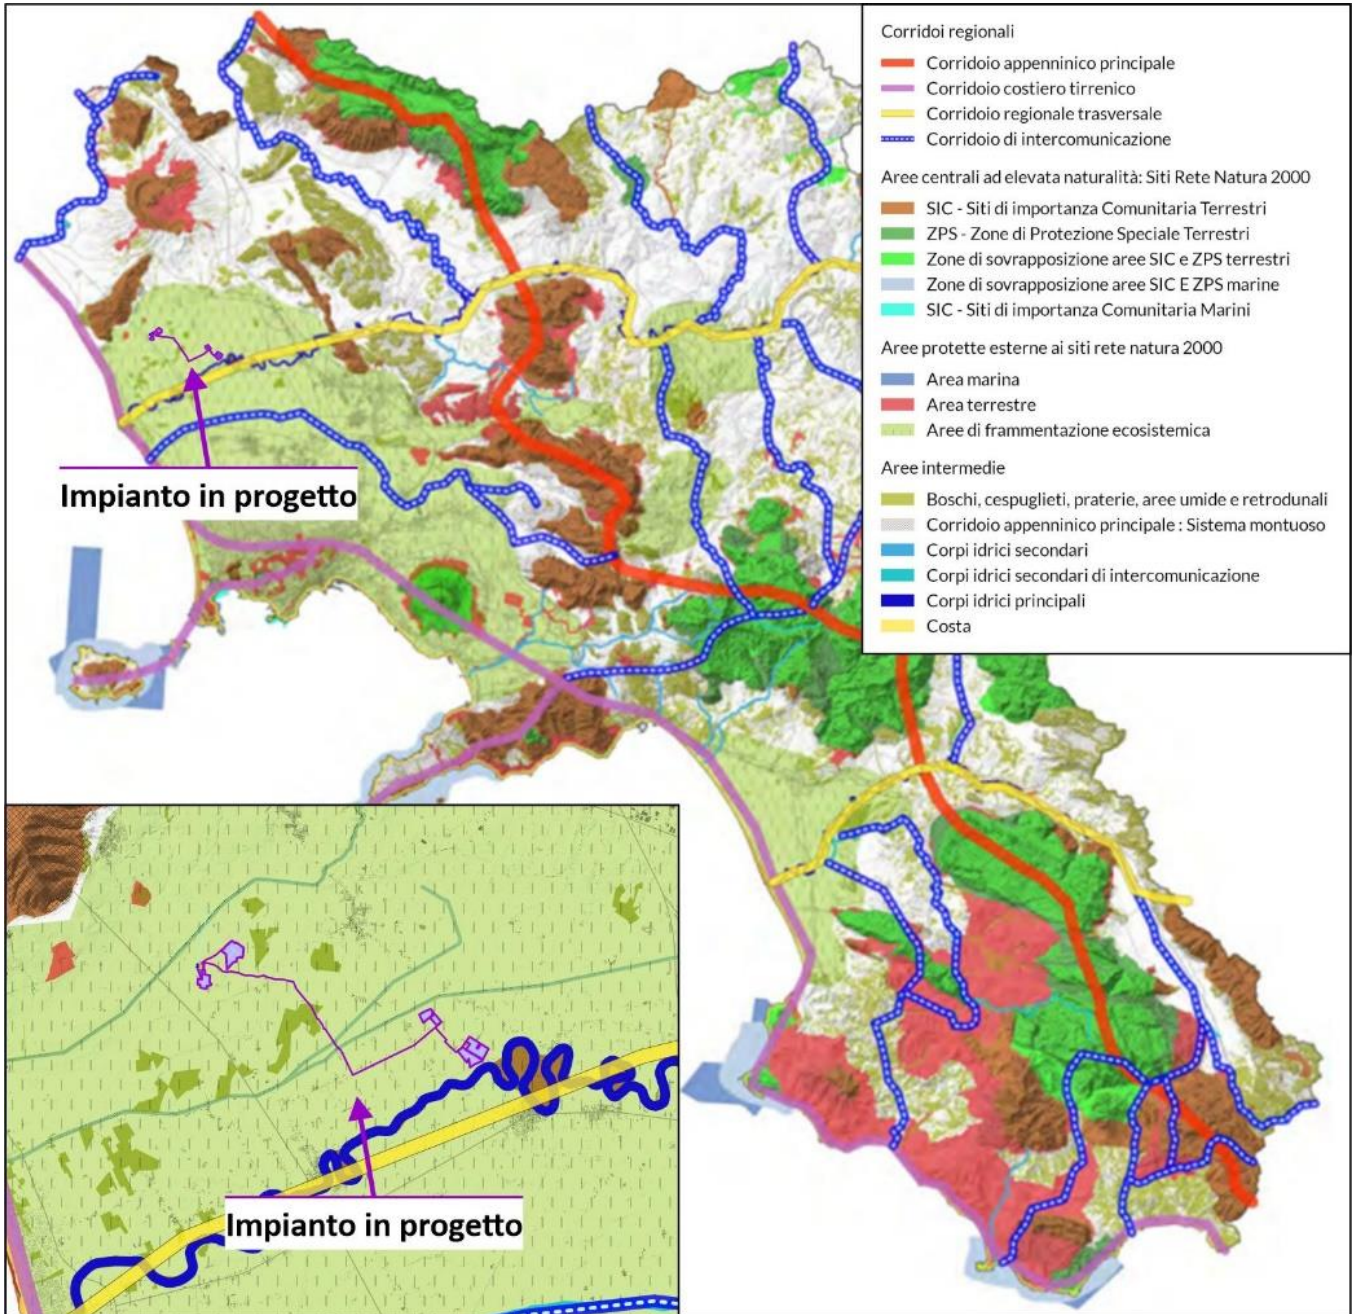 Corridoi regionali
Corridoio appenninico principale
Corridoio costiero tirrenico
Corridoio regionale trasversale
Corridoio di intercomunicazione
Aree centrali ad elevata naturalità: Siti Rete Natura 2000
SIC - Siti di importanza Comunitaria Terrestri
ZPS - Zone di Protezione Speciale Terrestri
Zone di sovrapposizione aree SIC e ZPS terrestri
Zone di sovrapposizione aree SIC E ZPS marine
SIC - Siti di importanza Comunitaria Marini
Aree protette esterne ai siti rete natura 2000
Area marina
Area terrestre
Aree di frammentazione ecosistemica
Aree intermedie
Boschi, cespuglieti, praterie, aree umide e retrodunali
Corridoio appenninico principale : Sistema montuoso
Corpi idrici secondari
Corpi idrici secondari di intercomunicazione
Corpi idrici principali
Costa
Impianto in progetto
Impianto in progetto